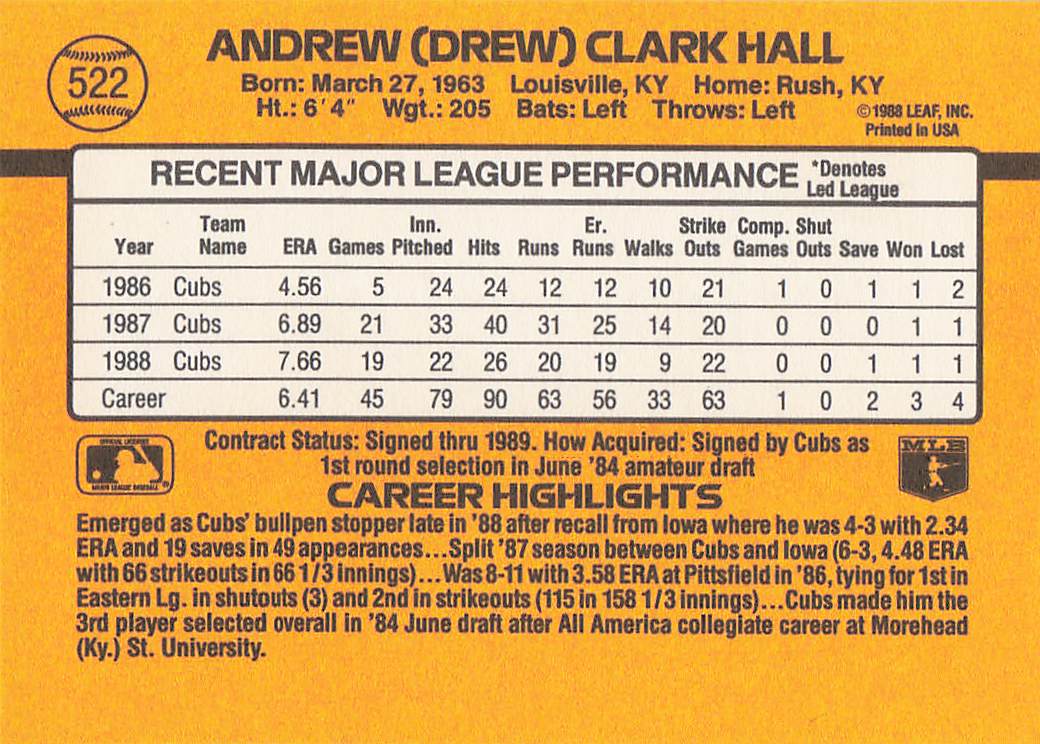 522
ANDREW (DREW) CLARK HALL
Born: March 27, 1963 Louisville, KY Home: Rush, KY
Ht.: 6'4" Wgt.: 205 Bats: Left Throws: Left
©1988 LEAF, INC.
Printed in USA
RECENT MAJOR LEAGUE PERFORMANCE *Denotes
Led League
Year Team Name ERA Games Inn. Pitched Hits Runs Er. Runs Walks Strike Outs Comp. Games Shut Outs Save Won Lost
1986 Cubs 4.56 5 24 24 12 12 10 21 1 0 1 1 2
1987 Cubs 6.89 21 33 40 31 25 14 20 0 0 0 1 1
1988 Cubs 7.66 19 22 26 20 19 9 22 0 0 1 1 1
Career 6.41 45 79 90 63 56 33 63 1 0 2 3 4
OFFICIAL LICENSEE
MAJOR LEAGUE BASEBALL ®
Contract Status: Signed thru 1989. How Acquired: Signed by Cubs as
1st round selection in June '84 amateur draft
MLB
CAREER HIGHLIGHTS
Emerged as Cubs' bullpen stopper late in '88 after recall from Iowa where he was 4-3 with 2.34
ERA and 19 saves in 49 appearances...Split '87 season between Cubs and Iowa (6-3, 4.48 ERA
with 66 strikeouts in 66 1/3 innings)...Was 8-11 with 3.58 ERA at Pittsfield in '86, tying for 1st in
Eastern Lg. in shutouts (3) and 2nd in strikeouts (115 in 158 1/3 innings)...Cubs made him the
3rd player selected overall in '84 June draft after All America collegiate career at Morehead
(Ky.) St. University.